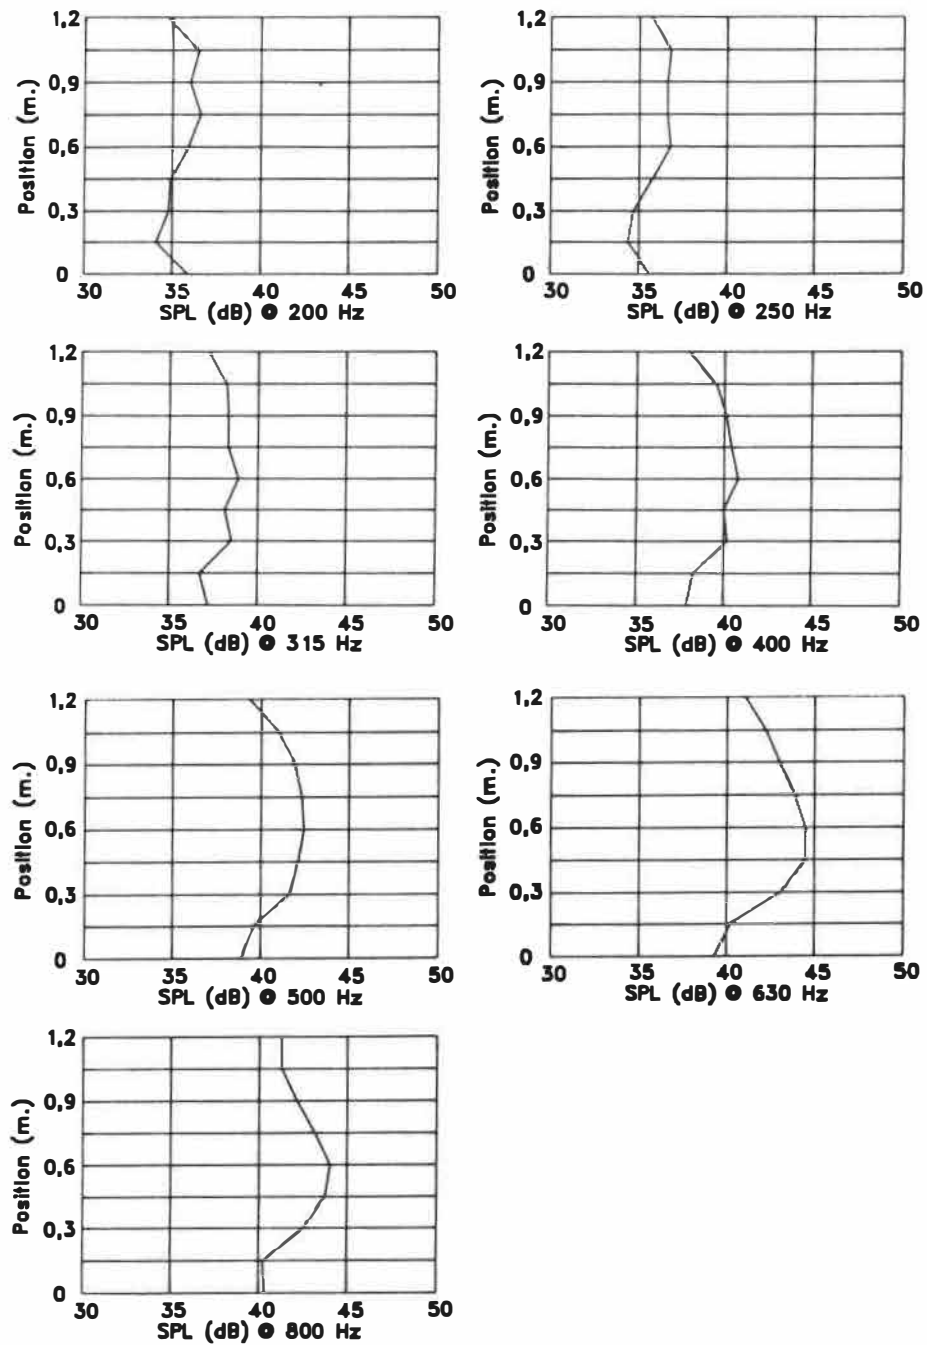 1,2
0,9
0,6
0,3
0
Position (m.)
30 35 40 45 50
SPL (dB) @ 200 Hz
1,2
0,9
0,6
0,3
0
Position (m.)
30 35 40 45 50
SPL (dB) @ 250 Hz
1,2
0,9
0,6
0,3
0
Position (m.)
30 35 40 45 50
SPL (dB) @ 315 Hz
1,2
0,9
0,6
0,3
0
Position (m.)
30 35 40 45 50
SPL (dB) @ 400 Hz
1,2
0,9
0,6
0,3
0
Position (m.)
30 35 40 45 50
SPL (dB) @ 500 Hz
1,2
0,9
0,6
0,3
0
Position (m.)
30 35 40 45 50
SPL (dB) @ 630 Hz
1,2
0,9
0,6
0,3
0
Position (m.)
30 35 40 45 50
SPL (dB) @ 800 Hz